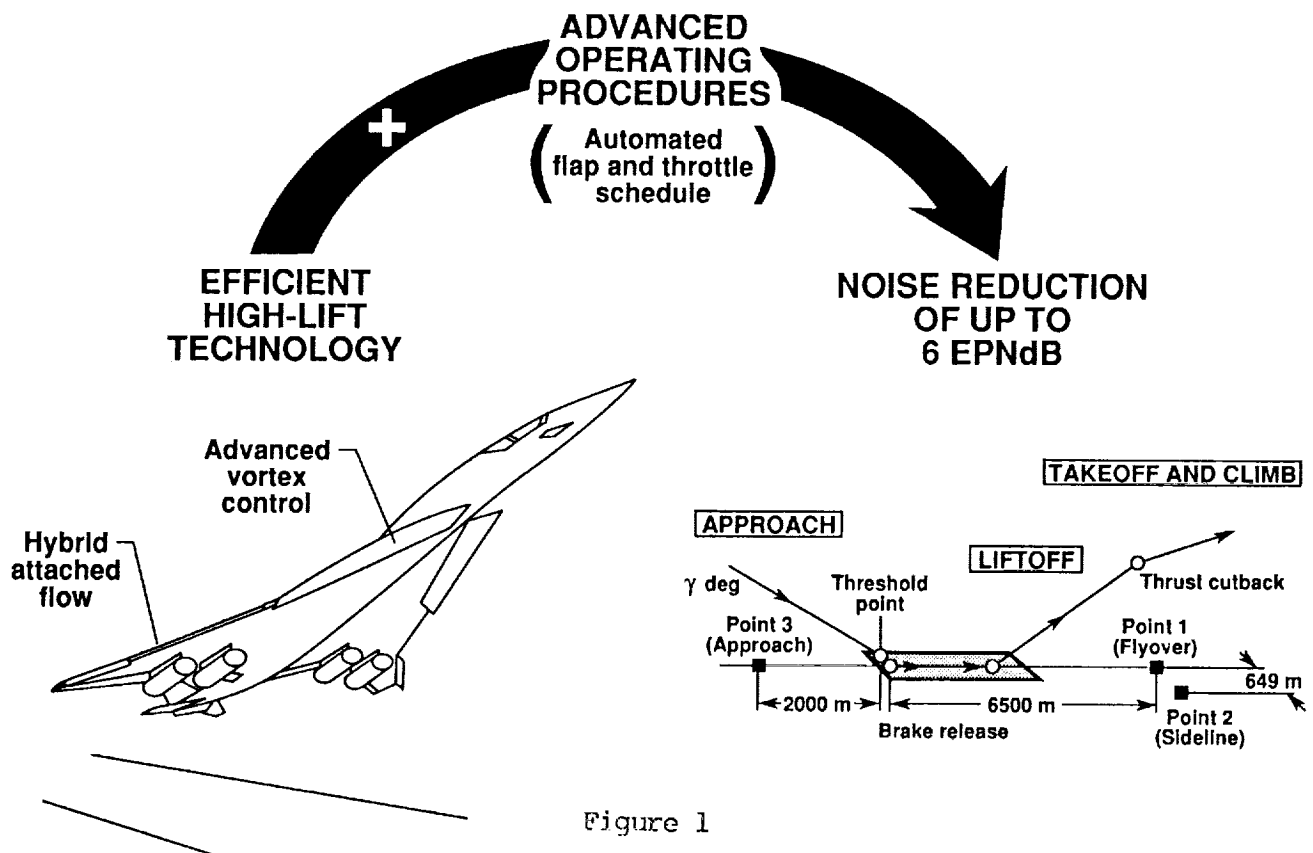 ADVANCED
OPERATING
PROCEDURES
(Automated
flap and throttle
schedule)
+
EFFICIENT
HIGH-LIFT
TECHNOLOGY
NOISE REDUCTION
OF UP TO
6 EPNdB
Advanced
vortex
control
Hybrid
attached
flow
TAKEOFF AND CLIMB
APPROACH
LIFTOFF
γ deg
Threshold
point
Thrust cutback
Point 3
(Approach)
Point 1
(Flyover)
649 m
2000 m
6500 m
Brake release
Point 2
(Sideline)
Figure 1